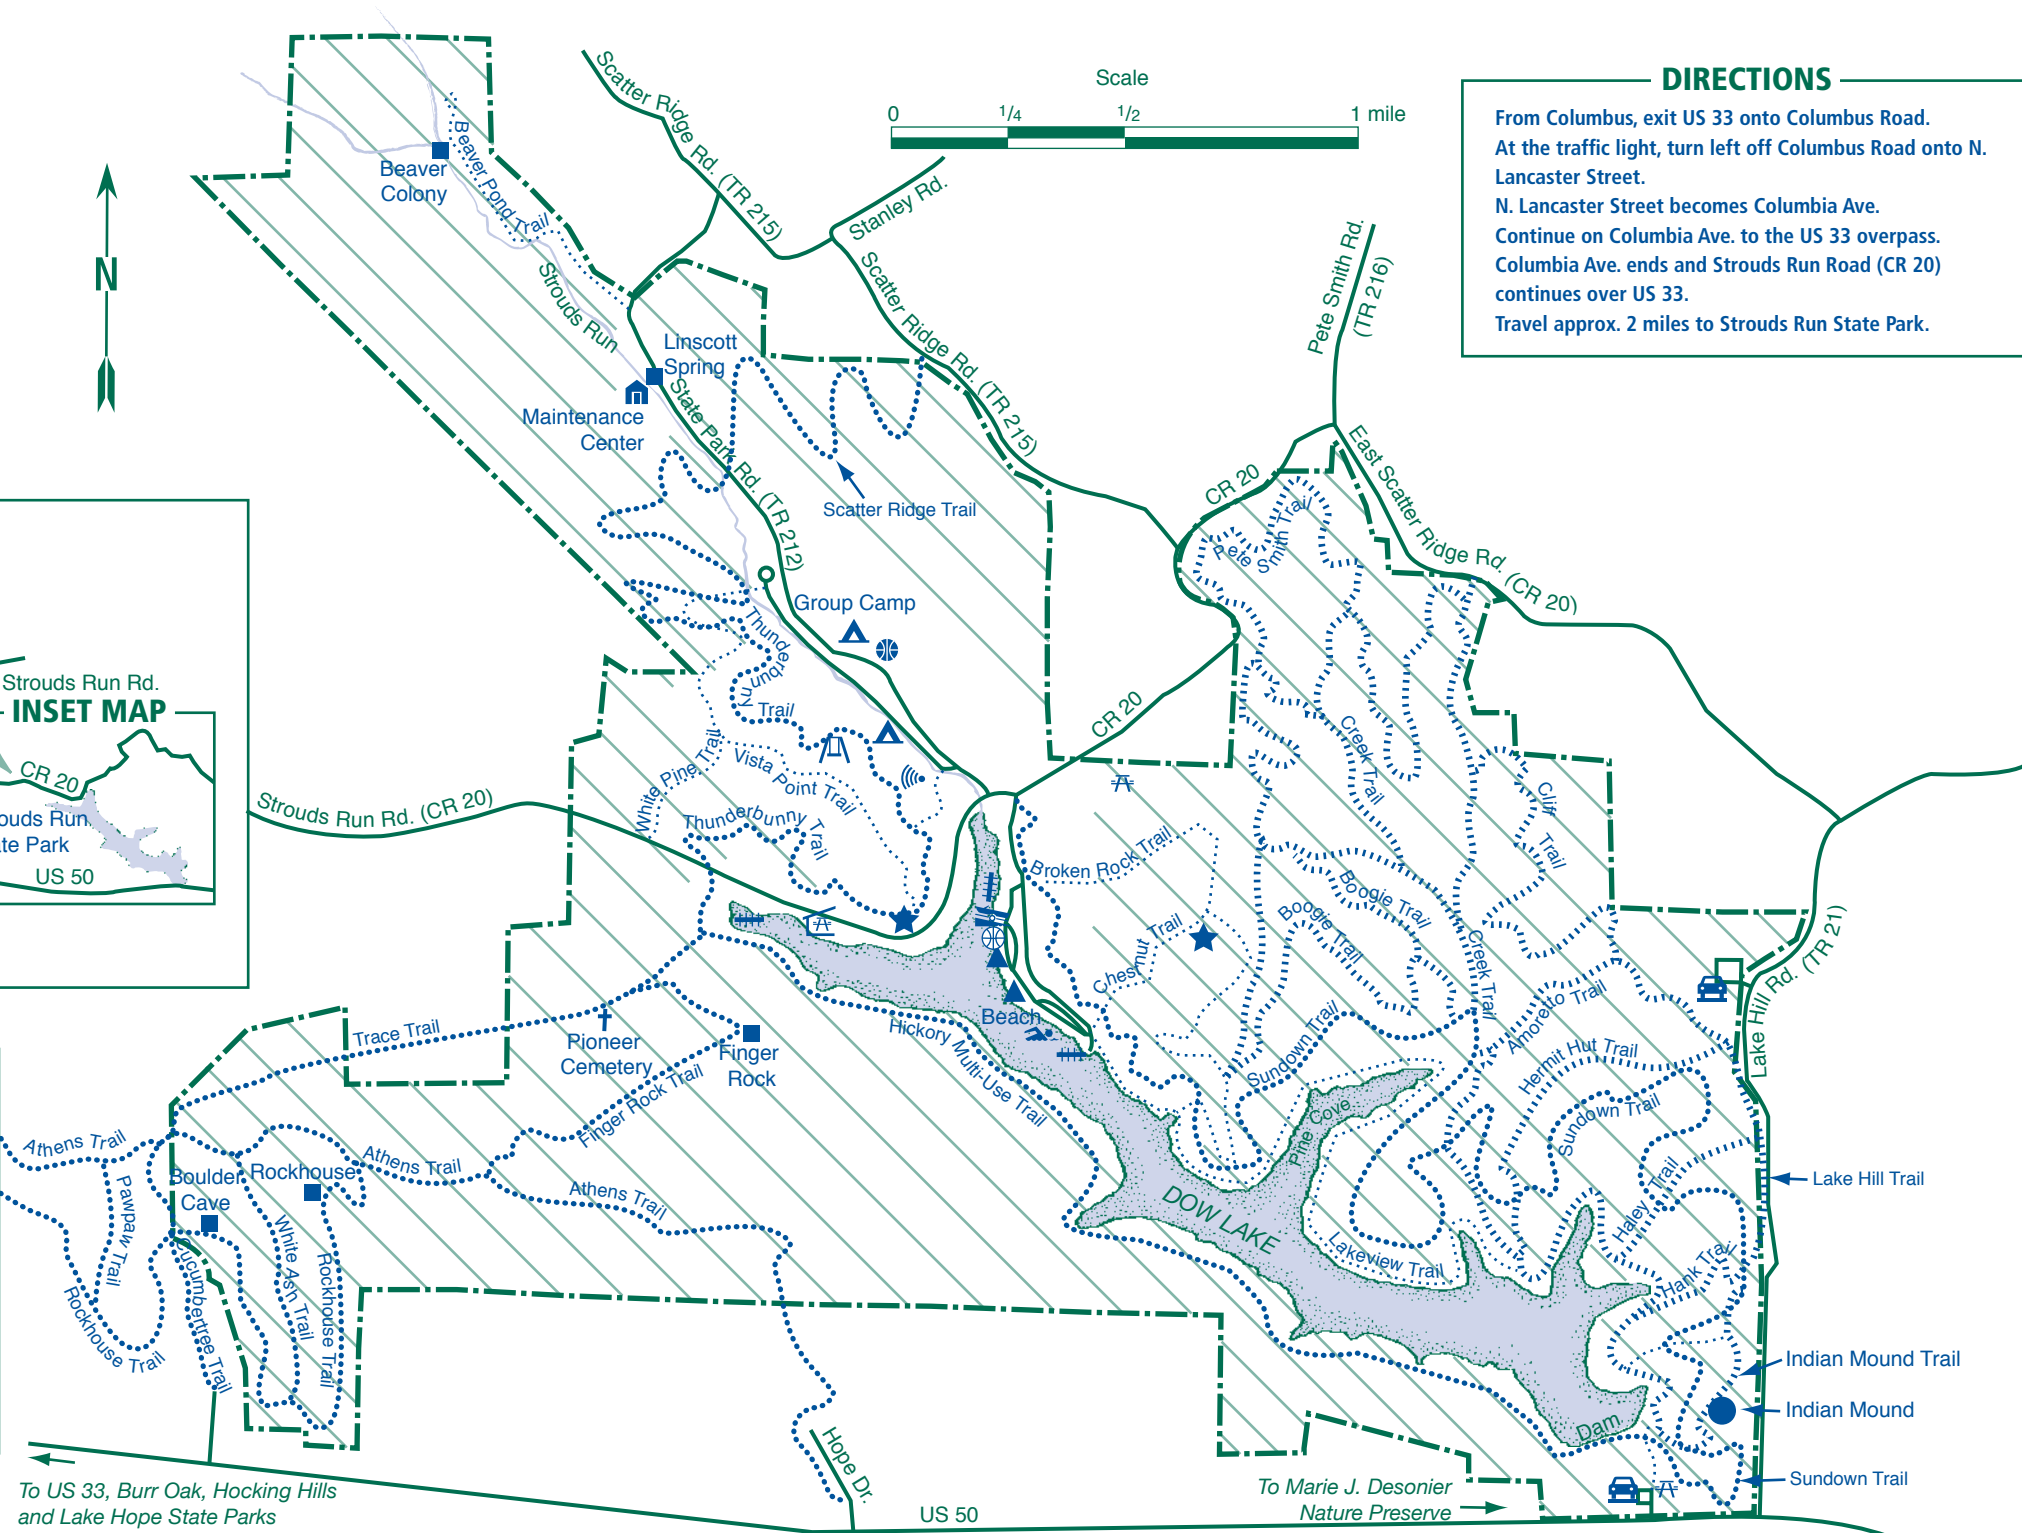 Scale
0 1/4 1/2 1 mile
DIRECTIONS
From Columbus, exit US 33 onto Columbus Road.
At the traffic light, turn left off Columbus Road onto N.
Lancaster Street.
N. Lancaster Street becomes Columbia Ave.
Continue on Columbia Ave. to the US 33 overpass.
Columbia Ave. ends and Strouds Run Road (CR 20)
continues over US 33.
Travel approx. 2 miles to Strouds Run State Park.
N
Scatter Ridge Rd. (TR 215)
Stanley Rd.
Scatter Ridge Rd. (TR 215)
Pete Smith Rd.
(TR 216)
Beaver
Colony
Beaver Pond Trail
Strouds Run
Linscott
Spring
Maintenance
Center
State Park Rd. (TR 212)
Scatter Ridge Trail
CR 20
East Scatter Ridge Rd. (CR 20)
Pete Smith Trail
Group Camp
Thunderbunny
Trail
CR 20
Strouds Run Rd.
INSET MAP
CR 20
ouds Run
te Park
US 50
Strouds Run Rd. (CR 20)
White Pine Trail
Vista Point Trail
Thunderbunny Trail
Broken Rock Trail
Creek Trail
Cliff Trail
Boogie Trail
Boogie Trail
Chestnut Trail
Creek Trail
Amoretto Trail
Lake Hill Rd. (TR 21)
Trace Trail
Pioneer
Cemetery
Finger
Rock
Finger Rock Trail
Hickory Multi-Use Trail
Beach
Sundown Trail
Hermit Hut Trail
Sundown Trail
Pine Cove
Athens Trail
Pawpaw Trail
Boulder
Cave
Rockhouse
Athens Trail
Athens Trail
DOW LAKE
Lakeview Trail
Haley Trail
Hank Trail
Lake Hill Trail
Rockhouse Trail
Cucumbertree Trail
White Ash Trail
Rockhouse Trail
Indian Mound Trail
Indian Mound
Dam
Sundown Trail
Hope Dr.
To US 33, Burr Oak, Hocking Hills
and Lake Hope State Parks
US 50
To Marie J. Desonier
Nature Preserve